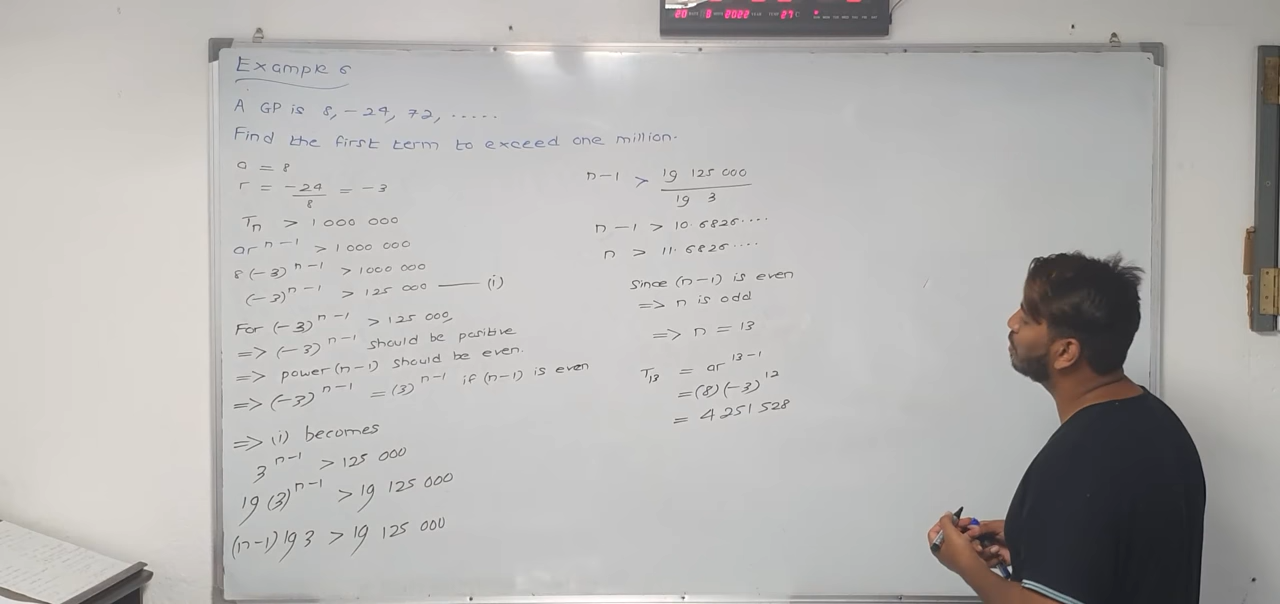 20 2022 27
Example 6
A GP is 8, -24, 72, .....
Find the first term to exceed one million.
a = 8
r = -24/8 = -3
Tn > 1 000 000
ar^n-1 > 1 000 000
8(-3)^n-1 > 1000 000
(-3)^n-1 > 125 000 —— (i)
For (-3)^n-1 > 125 000,
=> (-3)^n-1 should be positive
=> power (n-1) should be even.
=> (-3)^n-1 = (3)^n-1 if (n-1) is even
=> (i) becomes
3^n-1 > 125 000
lg (3)^n-1 > lg 125 000
(n-1) lg 3 > lg 125 000
n-1 > lg 125 000 / lg 3
n-1 > 10.6826....
n > 11.6826....
Since (n-1) is even
=> n is odd
=> n = 13
T13 = ar^13-1
= (8)(-3)^12
= 4 251 528